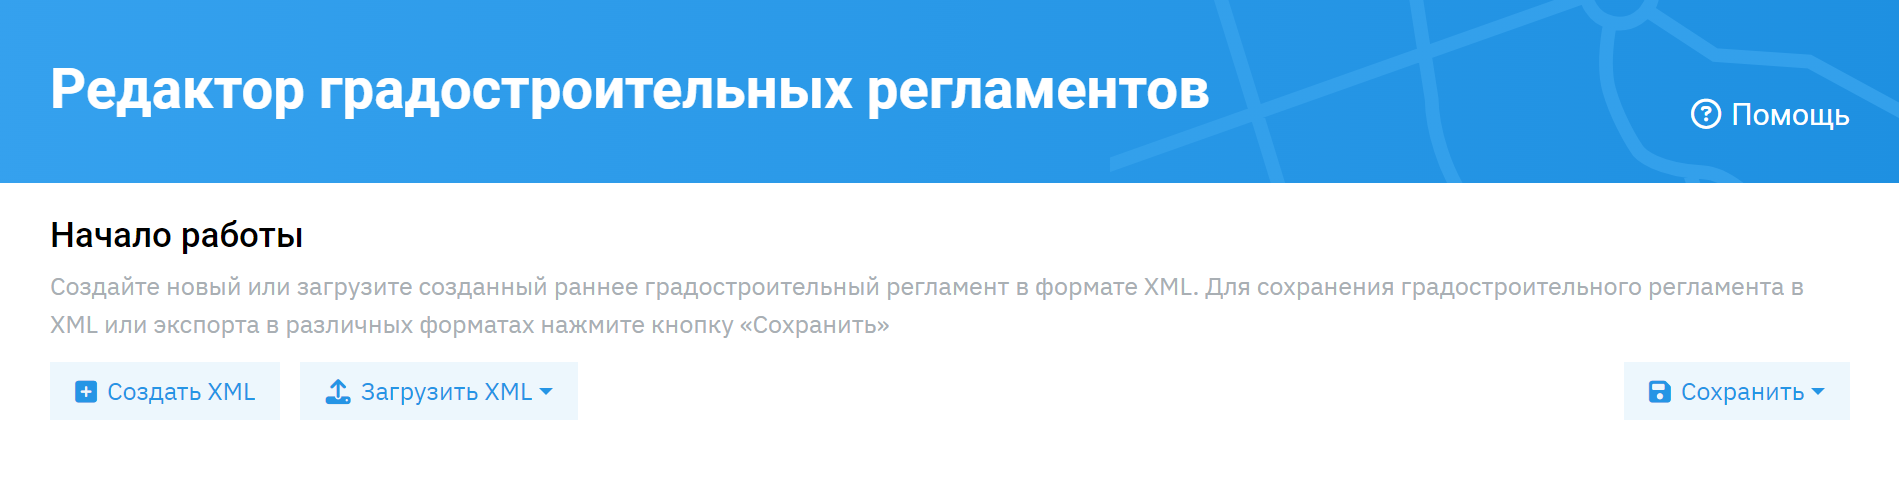 Редактор градостроительных регламентов
Помощь
Начало работы
Создайте новый или загрузите созданный раннее градостроительный регламент в формате XML. Для сохранения градостроительного регламента в
XML или экспорта в различных форматах нажмите кнопку «Сохранить»
Создать XML
Загрузить XML
Сохранить